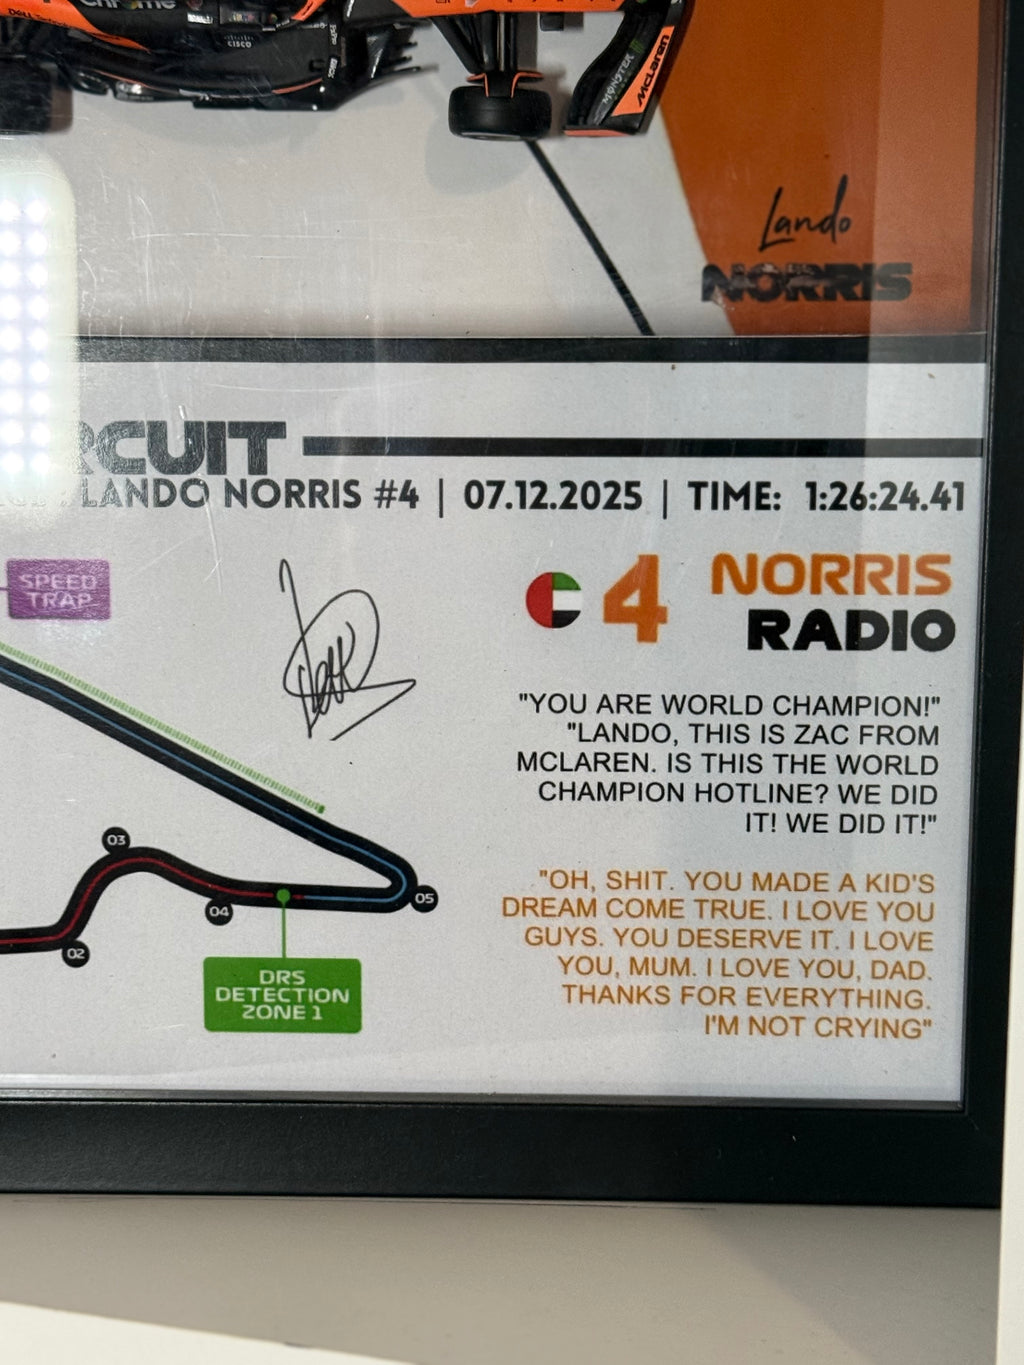 CISCO
MONSTER
McLaren
Lando
NORRIS
RCUIT
LANDO NORRIS #4 | 07.12.2025 | TIME: 1:26:24.41
SPEED
TRAP
4 NORRIS
RADIO
"YOU ARE WORLD CHAMPION!"
"LANDO, THIS IS ZAC FROM
MCLAREN. IS THIS THE WORLD
CHAMPION HOTLINE? WE DID
IT! WE DID IT!"
03
04
05
02
DRS
DETECTION
ZONE 1
"OH, SHIT. YOU MADE A KID'S
DREAM COME TRUE. I LOVE YOU
GUYS. YOU DESERVE IT. I LOVE
YOU, MUM. I LOVE YOU, DAD.
THANKS FOR EVERYTHING.
I'M NOT CRYING"